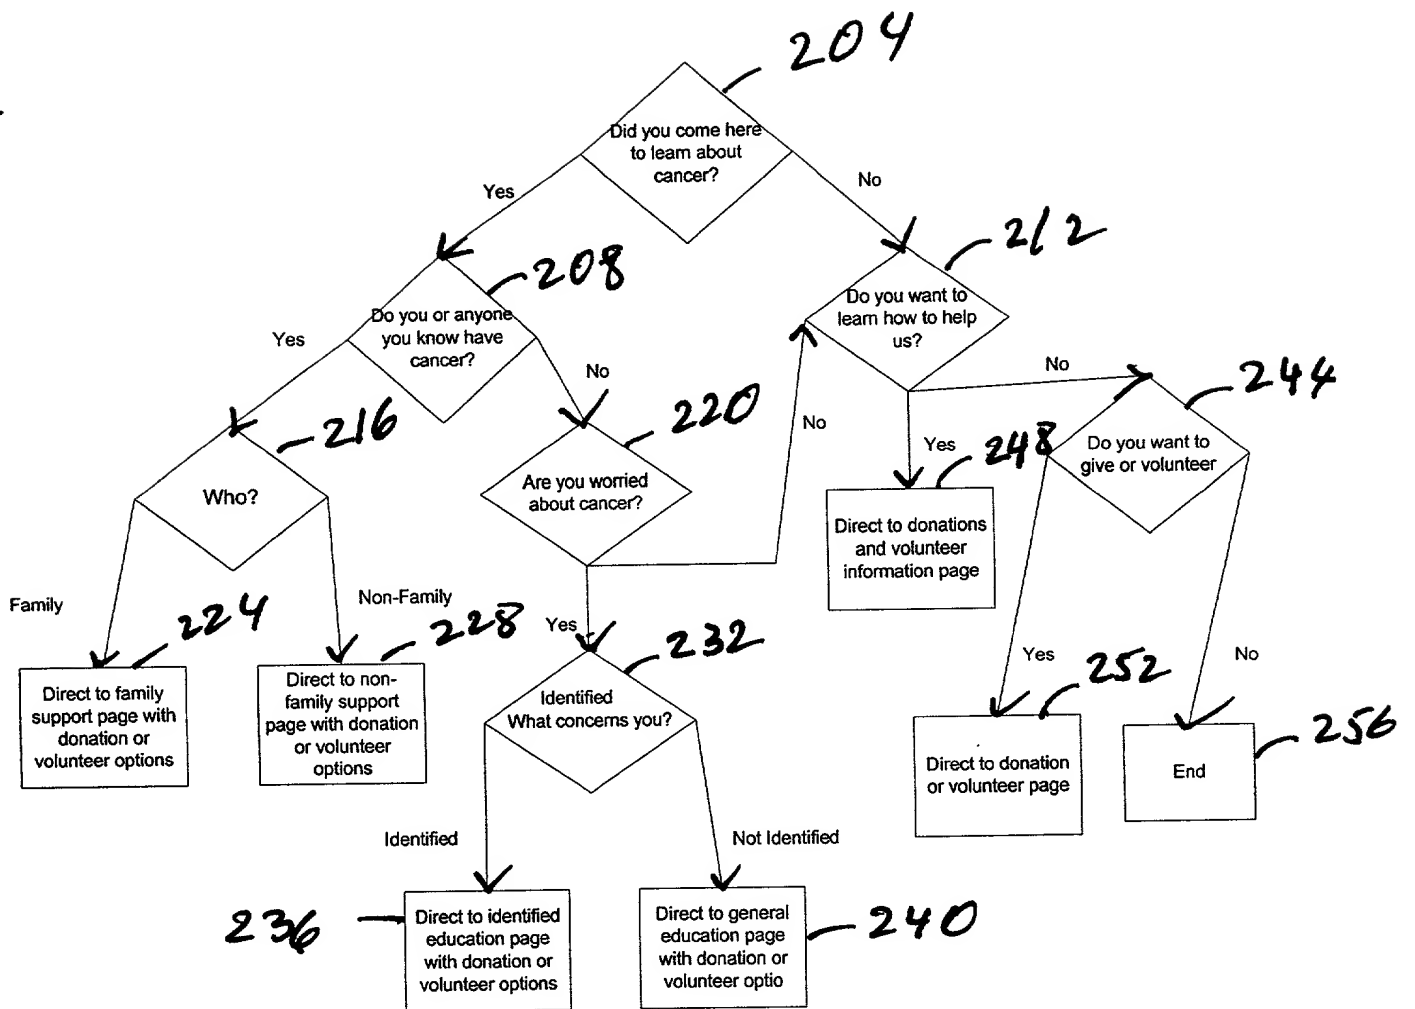 204
Did you come here
to learn about
cancer?
Yes
No
208
212
Do you or anyone
you know have
cancer?
Do you want to
learn how to help
us?
Yes
No
No
244
216
220
No
Who?
Are you worried
about cancer?
Yes
248
Do you want to
give or volunteer
Direct to donations
and volunteer
information page
Family
Non-Family
224
228
Yes
232
Yes
252
No
256
Direct to family
support page with
donation or
volunteer options
Direct to non-
family support
page with donation
or volunteer
options
Identified
What concerns you?
Direct to donation
or volunteer page
End
Identified
Not Identified
236
Direct to identified
education page
with donation or
volunteer options
Direct to general
education page
with donation or
volunteer optio
240